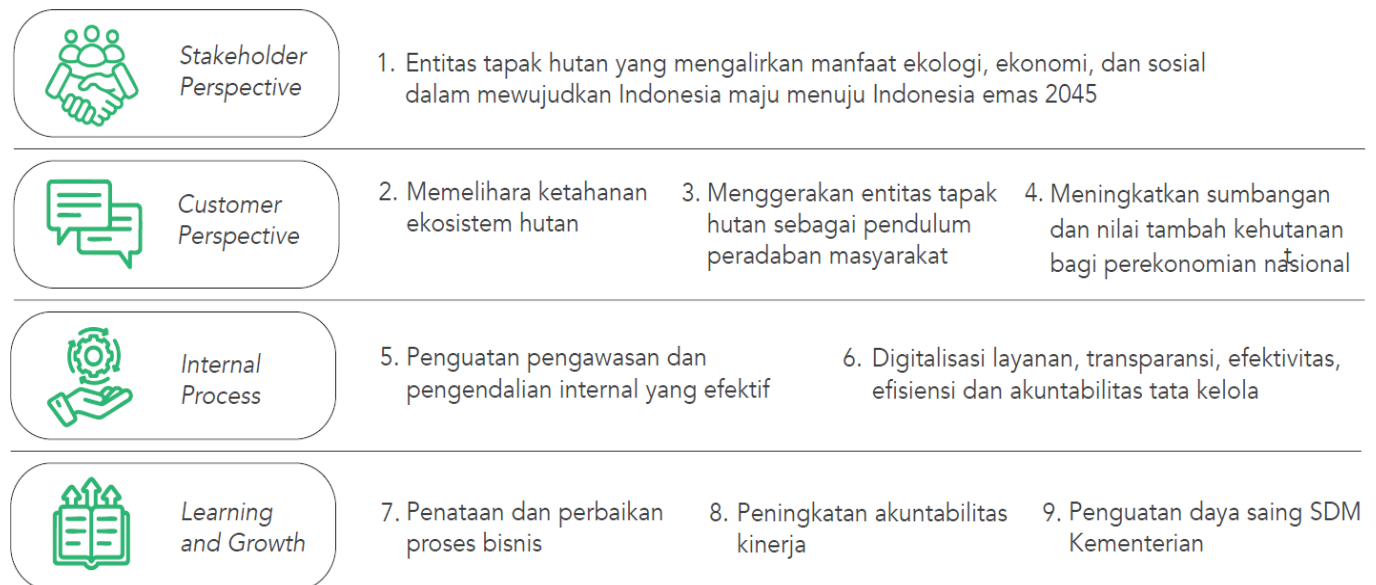 Stakeholder
Perspective
1. Entitas tapak hutan yang mengalirkan manfaat ekologi, ekonomi, dan sosial
dalam mewujudkan Indonesia maju menuju Indonesia emas 2045
Customer
Perspective
2. Memelihara ketahanan
ekosistem hutan
3. Menggerakan entitas tapak
hutan sebagai pendulum
peradaban masyarakat
4. Meningkatkan sumbangan
dan nilai tambah kehutanan
bagi perekonomian nasional
Internal
Process
5. Penguatan pengawasan dan
pengendalian internal yang efektif
6. Digitalisasi layanan, transparansi, efektivitas,
efisiensi dan akuntabilitas tata kelola
Learning
and Growth
7. Penataan dan perbaikan
proses bisnis
8. Peningkatan akuntabilitas
kinerja
9. Penguatan daya saing SDM
Kementerian